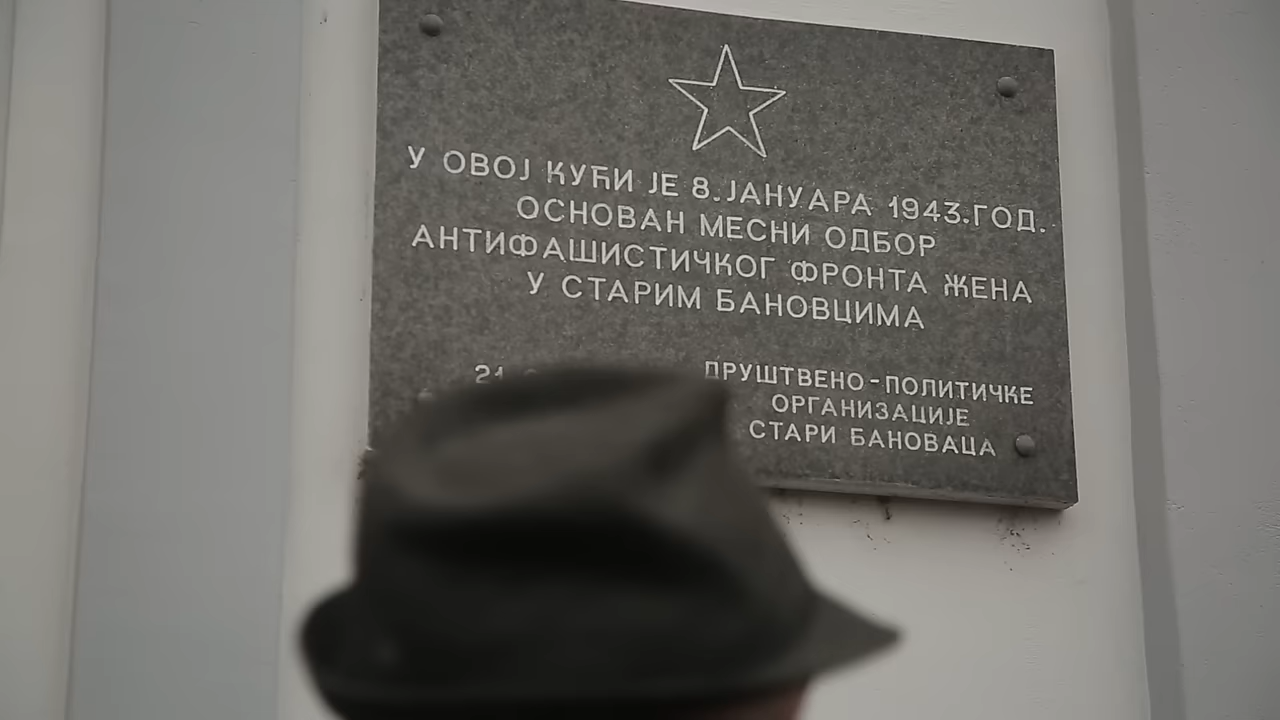 У ОВОЈ КУЋИ ЈЕ 8. ЈАНУАРА 1943. ГОД.
ОСНОВАН МЕСНИ ОДБОР
АНТИФАШИСТИЧКОГ ФРОНТА ЖЕНА
У СТАРИМ БАНОВЦИМА
21
ДРУШТВЕНО-ПОЛИТИЧКЕ
ОРГАНИЗАЦИЈЕ
СТАРИ БАНОВАЦА